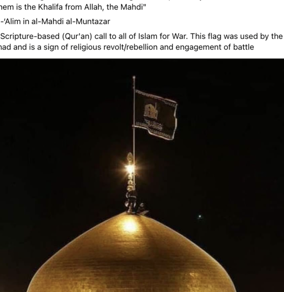 hem is the Khalifa from Allah, the Mahdi"
-'Alim in al-Mahdi al-Muntazar
Scripture-based (Qur'an) call to all of Islam for War. This flag was used by the
nad and is a sign of religious revolt/rebellion and engagement of battle